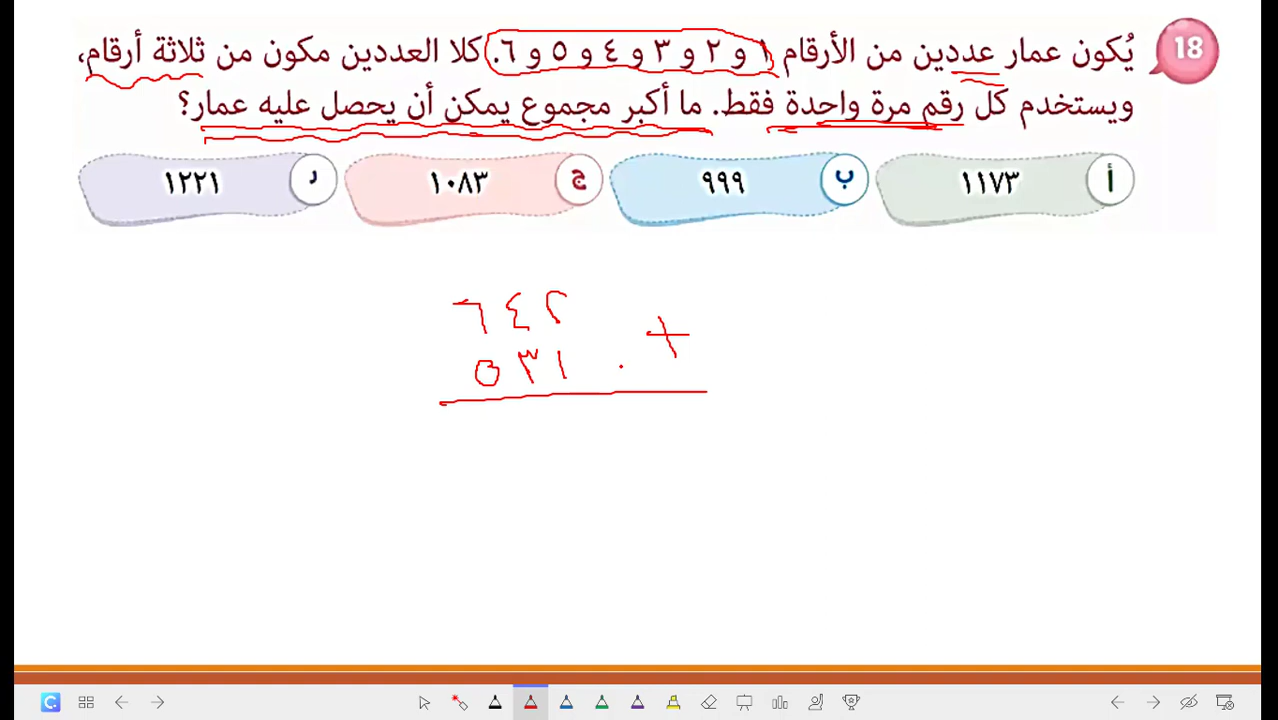 18
يُكون عمار عددين من الأرقام ١ و ٢ و ٣ و ٤ و ٥ و ٦. كلا العددين مكون من ثلاثة أرقام،
ويستخدم كل رقم مرة واحدة فقط. ما أكبر مجموع يمكن أن يحصل عليه عمار؟
أ ١١٧٣
ب ٩٩٩
ج ١٠٨٣
د ١٢٢١
٦٤٢
+
٥٣١